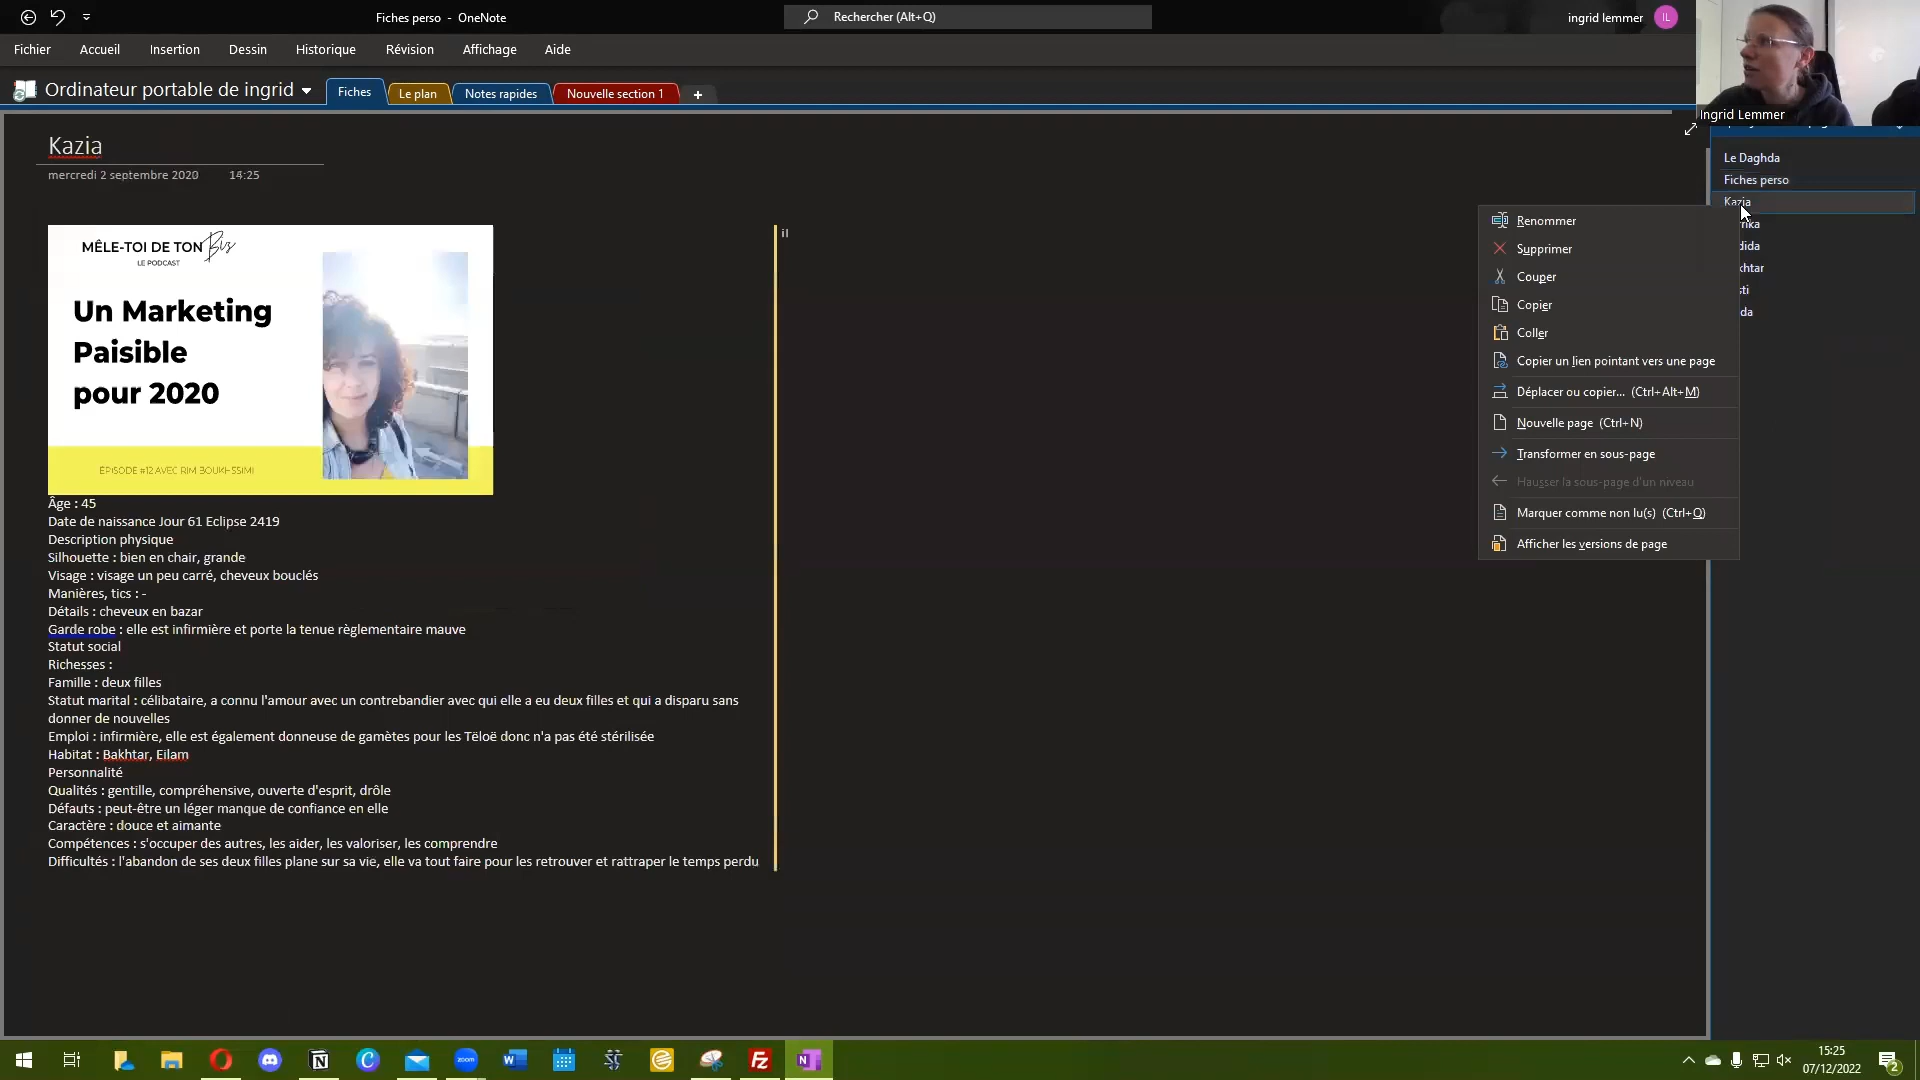 Fiches perso - OneNote
Rechercher (Alt+Q)
ingrid lemmer
IL
Fichier
Accueil
Insertion
Dessin
Historique
Révision
Affichage
Aide
Ordinateur portable de ingrid
Fiches
Le plan
Notes rapides
Nouvelle section 1
+
Ingrid Lemmer
Kazia
mercredi 2 septembre 2020 14:25
MÊLE-TOI DE TON Biz
LE PODCAST
Un Marketing
Paisible
pour 2020
ÉPISODE #12 AVEC RIM BOUKHSSIMI
il
Âge : 45
Date de naissance Jour 61 Eclipse 2419
Description physique
Silhouette : bien en chair, grande
Visage : visage un peu carré, cheveux bouclés
Manières, tics : -
Détails : cheveux en bazar
Garde robe : elle est infirmière et porte la tenue règlementaire mauve
Statut social
Richesses :
Famille : deux filles
Statut marital : célibataire, a connu l'amour avec un contrebandier avec qui elle a eu deux filles et qui a disparu sans
donner de nouvelles
Emploi : infirmière, elle est également donneuse de gamètes pour les Tëloë donc n'a pas été stérilisée
Habitat : Bakhtar, Eilam
Personnalité
Qualités : gentille, compréhensive, ouverte d'esprit, drôle
Défauts : peut-être un léger manque de confiance en elle
Caractère : douce et aimante
Compétences : s'occuper des autres, les aider, les valoriser, les comprendre
Difficultés : l'abandon de ses deux filles plane sur sa vie, elle va tout faire pour les retrouver et rattraper le temps perdu
Le Daghda
Fiches perso
Kazia
Renommer
Supprimer
Couper
Copier
Coller
Copier un lien pointant vers une page
Déplacer ou copier... (Ctrl+Alt+M)
Nouvelle page (Ctrl+N)
Transformer en sous-page
Hausser la sous-page d'un niveau
Marquer comme non lu(s) (Ctrl+Q)
Afficher les versions de page
zoom
15:25
07/12/2022
2